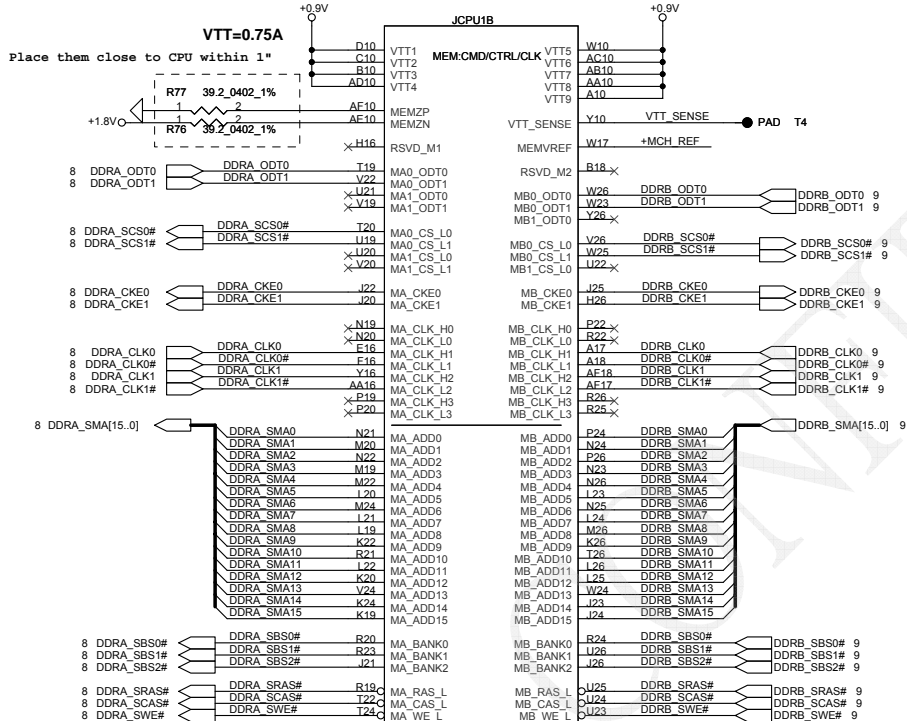 +0.9V +0.9V
JCPU1B
VTT=0.75A
Place them close to CPU within 1"
MEM:CMD/CTRL/CLK
D10 VTT1 VTT5 W10
C10 VTT2 VTT6 AC10
B10 VTT3 VTT7 AB10
AD10 VTT4 VTT8 AA10
VTT9 A10
R77 39.2_0402_1%
1 2 AF10 MEMZP
+1.8V 1 2 AE10 MEMZN VTT_SENSE Y10 VTT_SENSE PAD T4
R76 39.2_0402_1%
H16 RSVD_M1 MEMVREF W17 +MCH_REF
RSVD_M2 B18
8 DDRA_ODT0 DDRA_ODT0 T19 MA0_ODT0
8 DDRA_ODT1 DDRA_ODT1 V22 MA0_ODT1
U21 MA1_ODT0 MB0_ODT0 W26 DDRB_ODT0 DDRB_ODT0 9
V19 MA1_ODT1 MB0_ODT1 W23 DDRB_ODT1 DDRB_ODT1 9
MB1_ODT0 Y26
8 DDRA_SCS0# DDRA_SCS0# T20 MA0_CS_L0
8 DDRA_SCS1# DDRA_SCS1# U19 MA0_CS_L1 MB0_CS_L0 V26 DDRB_SCS0# DDRB_SCS0# 9
U20 MA1_CS_L0 MB0_CS_L1 W25 DDRB_SCS1# DDRB_SCS1# 9
V20 MA1_CS_L1 MB1_CS_L0 U22
8 DDRA_CKE0 DDRA_CKE0 J22 MA_CKE0 MB_CKE0 J25 DDRB_CKE0 DDRB_CKE0 9
8 DDRA_CKE1 DDRA_CKE1 J20 MA_CKE1 MB_CKE1 H26 DDRB_CKE1 DDRB_CKE1 9
N19 MA_CLK_H0 MB_CLK_H0 P22
N20 MA_CLK_L0 MB_CLK_L0 R22
8 DDRA_CLK0 DDRA_CLK0 E16 MA_CLK_H1 MB_CLK_H1 A17 DDRB_CLK0 DDRB_CLK0 9
8 DDRA_CLK0# DDRA_CLK0# F16 MA_CLK_L1 MB_CLK_L1 A18 DDRB_CLK0# DDRB_CLK0# 9
8 DDRA_CLK1 DDRA_CLK1 Y16 MA_CLK_H2 MB_CLK_H2 AF18 DDRB_CLK1 DDRB_CLK1 9
8 DDRA_CLK1# DDRA_CLK1# AA16 MA_CLK_L2 MB_CLK_L2 AF17 DDRB_CLK1# DDRB_CLK1# 9
P19 MA_CLK_H3 MB_CLK_H3 R26
P20 MA_CLK_L3 MB_CLK_L3 R25
8 DDRA_SMA[15..0] DDRB_SMA[15..0] 9
DDRA_SMA0 N21 MA_ADD0 MB_ADD0 P24 DDRB_SMA0
DDRA_SMA1 M20 MA_ADD1 MB_ADD1 N24 DDRB_SMA1
DDRA_SMA2 N22 MA_ADD2 MB_ADD2 P26 DDRB_SMA2
DDRA_SMA3 M19 MA_ADD3 MB_ADD3 N23 DDRB_SMA3
DDRA_SMA4 M22 MA_ADD4 MB_ADD4 N26 DDRB_SMA4
DDRA_SMA5 L20 MA_ADD5 MB_ADD5 L23 DDRB_SMA5
DDRA_SMA6 M24 MA_ADD6 MB_ADD6 N25 DDRB_SMA6
DDRA_SMA7 L21 MA_ADD7 MB_ADD7 L24 DDRB_SMA7
DDRA_SMA8 L19 MA_ADD8 MB_ADD8 M26 DDRB_SMA8
DDRA_SMA9 K22 MA_ADD9 MB_ADD9 K26 DDRB_SMA9
DDRA_SMA10 R21 MA_ADD10 MB_ADD10 T26 DDRB_SMA10
DDRA_SMA11 L22 MA_ADD11 MB_ADD11 L26 DDRB_SMA11
DDRA_SMA12 K20 MA_ADD12 MB_ADD12 L25 DDRB_SMA12
DDRA_SMA13 V24 MA_ADD13 MB_ADD13 W24 DDRB_SMA13
DDRA_SMA14 K24 MA_ADD14 MB_ADD14 J23 DDRB_SMA14
DDRA_SMA15 K19 MA_ADD15 MB_ADD15 J24 DDRB_SMA15
8 DDRA_SBS0# DDRA_SBS0# R20 MA_BANK0 MB_BANK0 R24 DDRB_SBS0# DDRB_SBS0# 9
8 DDRA_SBS1# DDRA_SBS1# R23 MA_BANK1 MB_BANK1 U26 DDRB_SBS1# DDRB_SBS1# 9
8 DDRA_SBS2# DDRA_SBS2# J21 MA_BANK2 MB_BANK2 J26 DDRB_SBS2# DDRB_SBS2# 9
8 DDRA_SRAS# DDRA_SRAS# R19 MA_RAS_L MB_RAS_L U25 DDRB_SRAS# DDRB_SRAS# 9
8 DDRA_SCAS# DDRA_SCAS# T22 MA_CAS_L MB_CAS_L U24 DDRB_SCAS# DDRB_SCAS# 9
8 DDRA_SWE# DDRA_SWE# T24 MA_WE_L MB_WE_L U23 DDRB_SWE# DDRB_SWE# 9